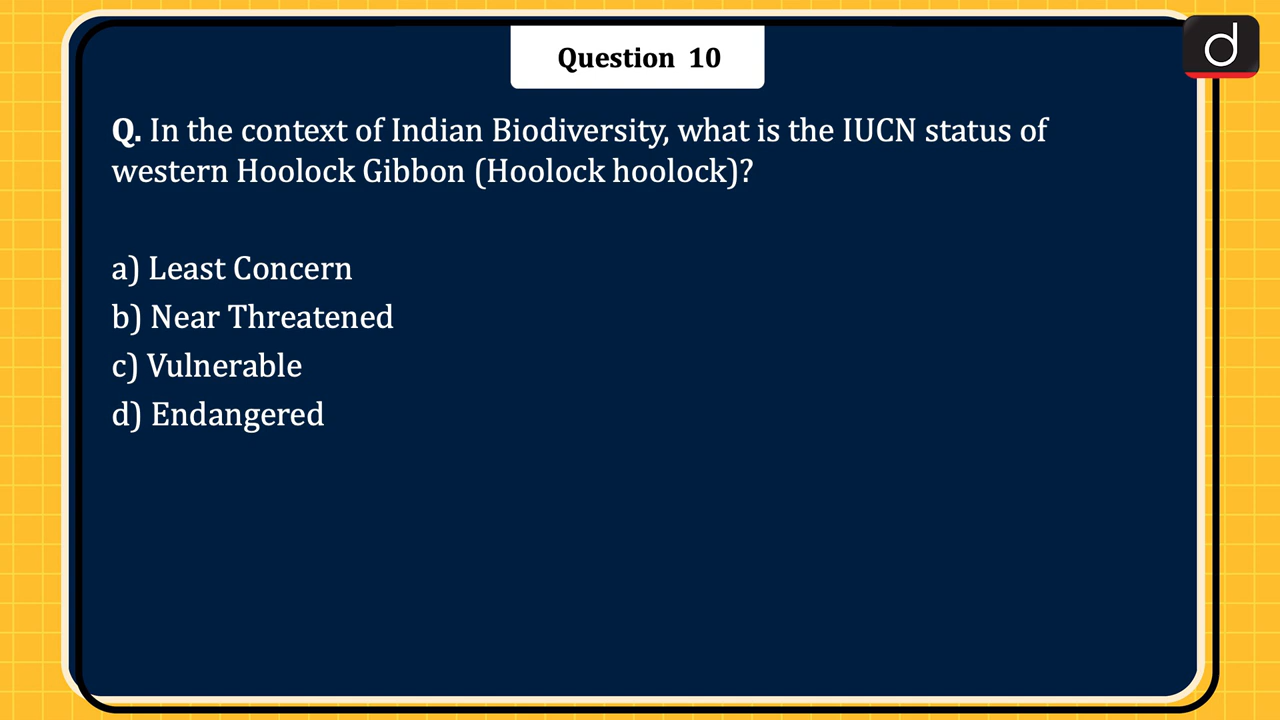 Question 10
d
Q. In the context of Indian Biodiversity, what is the IUCN status of
western Hoolock Gibbon (Hoolock hoolock)?
a) Least Concern
b) Near Threatened
c) Vulnerable
d) Endangered